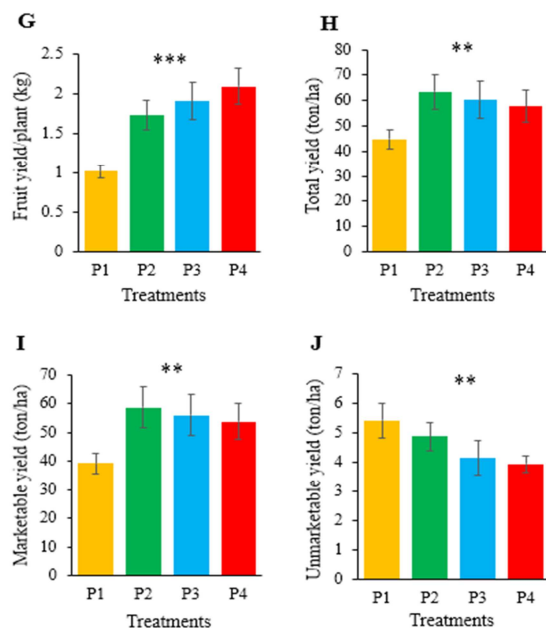 G
Fruit yield/plant (kg)
2.5
2
1.5
1
0.5
0
***
P1 P2 P3 P4
Treatments
H
Total yield (ton/ha)
80
70
60
50
40
30
20
10
0
**
P1 P2 P3 P4
Treatments
I
Marketable yield (ton/ha)
70
60
50
40
30
20
10
0
**
P1 P2 P3 P4
Treatments
J
Unmarketable yield (ton/ha)
7
6
5
4
3
2
1
0
**
P1 P2 P3 P4
Treatments